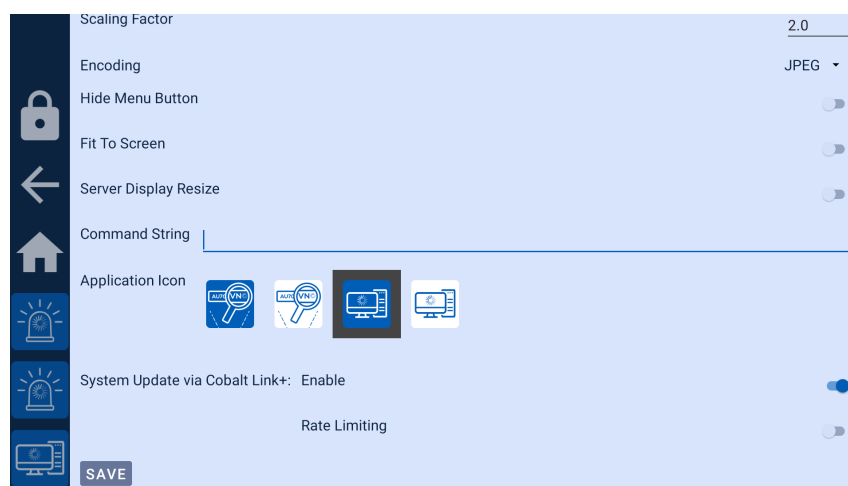 Scaling Factor
2.0
Encoding
JPEG
Hide Menu Button
Fit To Screen
Server Display Resize
Command String
Application Icon
AUTO VNC
AUTO VNC
System Update via Cobalt Link+: Enable
Rate Limiting
SAVE